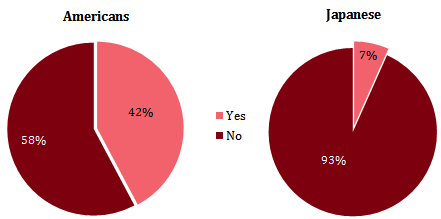 Americans
42%
58%
Yes
No
Japanese
7%
93%